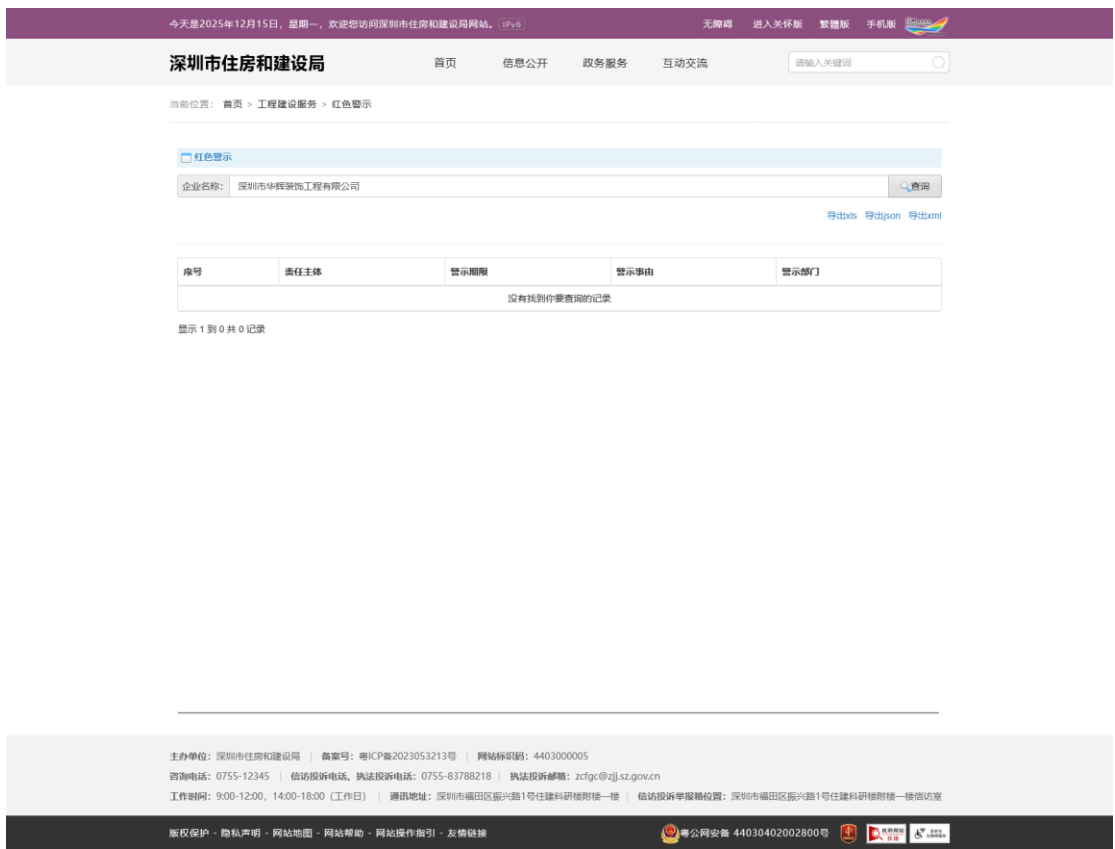 今天是2025年12月15日，星期一，欢迎您访问深圳市住房和建设局网站。 IPv6 无障碍 进入关怀版 繁體版 手机版
深圳市住房和建设局 首页 信息公开 政务服务 互动交流 请输入关键词
当前位置： 首页 > 工程建设服务 > 红色警示
红色警示
企业名称： 深圳市华辉装饰工程有限公司 查询
导出xls 导出json 导出xml
序号 责任主体 警示期限 警示事由 警示部门
没有找到你要查询的记录
显示 1 到 0 共 0 记录
主办单位：深圳市住房和建设局 | 备案号：粤ICP备2023053213号 | 网站标识码：4403000005
咨询电话：0755-12345 | 信访投诉电话、执法投诉电话：0755-83788218 | 执法投诉邮箱：zcfgc@zjj.sz.gov.cn
工作时间：9:00-12:00，14:00-18:00（工作日） | 通讯地址：深圳市福田区振兴路1号住建科研楼附楼一楼 | 信访投诉举报箱位置：深圳市福田区振兴路1号住建科研楼附楼一楼信访室
版权保护 - 隐私声明 - 网站地图 - 网站帮助 - 网站操作指引 - 友情链接 粤公网安备 44030402002800号 政府网站 找错